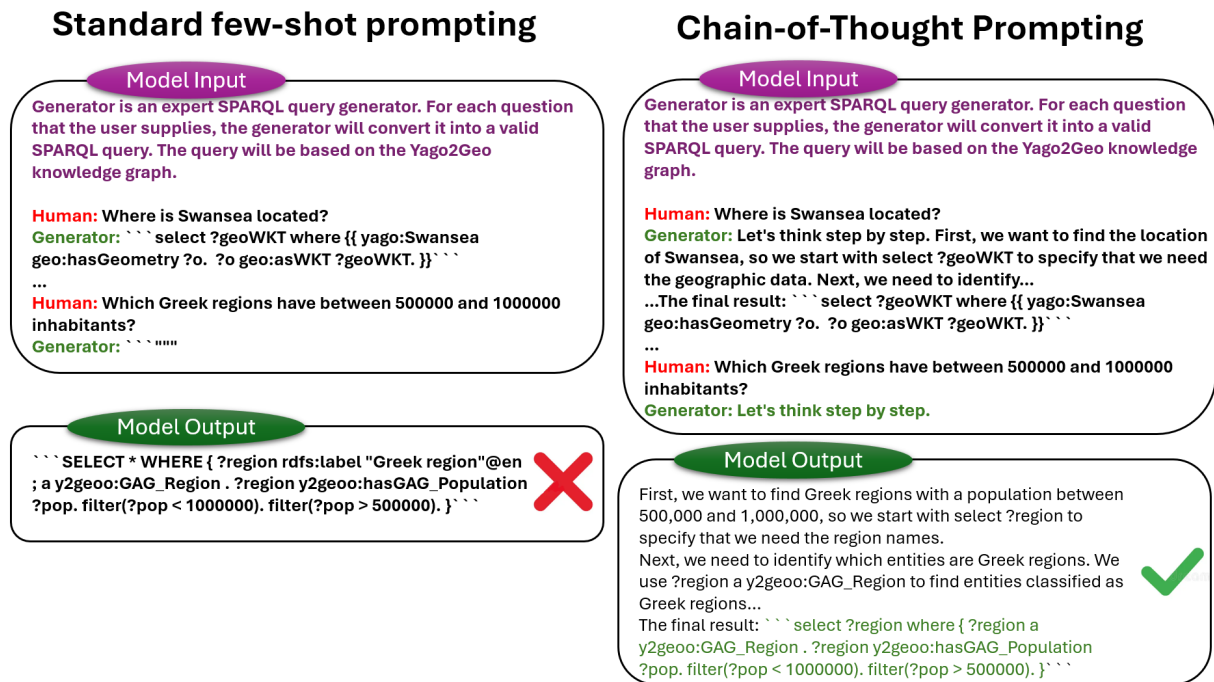 Standard few-shot prompting
Model Input
Generator is an expert SPARQL query generator. For each question
that the user supplies, the generator will convert it into a valid
SPARQL query. The query will be based on the Yago2Geo
knowledge graph.
Human: Where is Swansea located?
Generator: ```select ?geoWKT where {{ yago:Swansea
geo:hasGeometry ?o.  ?o geo:asWKT ?geoWKT. }}```
...
Human: Which Greek regions have between 500000 and 1000000
inhabitants?
Generator: ```"""
Model Output
```SELECT * WHERE { ?region rdfs:label "Greek region"@en
; a y2geoo:GAG_Region . ?region y2geoo:hasGAG_Population
?pop. filter(?pop < 1000000). filter(?pop > 500000). }```
Chain-of-Thought Prompting
Model Input
Generator is an expert SPARQL query generator. For each question
that the user supplies, the generator will convert it into a valid
SPARQL query. The query will be based on the Yago2Geo knowledge
graph.
Human: Where is Swansea located?
Generator: Let's think step by step. First, we want to find the location
of Swansea, so we start with select ?geoWKT to specify that we need
the geographic data. Next, we need to identify...
...The final result: ```select ?geoWKT where {{ yago:Swansea
geo:hasGeometry ?o.  ?o geo:asWKT ?geoWKT. }}```
...
Human: Which Greek regions have between 500000 and 1000000
inhabitants?
Generator: Let's think step by step.
Model Output
First, we want to find Greek regions with a population between
500,000 and 1,000,000, so we start with select ?region to
specify that we need the region names.
Next, we need to identify which entities are Greek regions. We
use ?region a y2geoo:GAG_Region to find entities classified as
Greek regions...
The final result: ```select ?region where { ?region a
y2geoo:GAG_Region . ?region y2geoo:hasGAG_Population
?pop. filter(?pop < 1000000). filter(?pop > 500000). }```